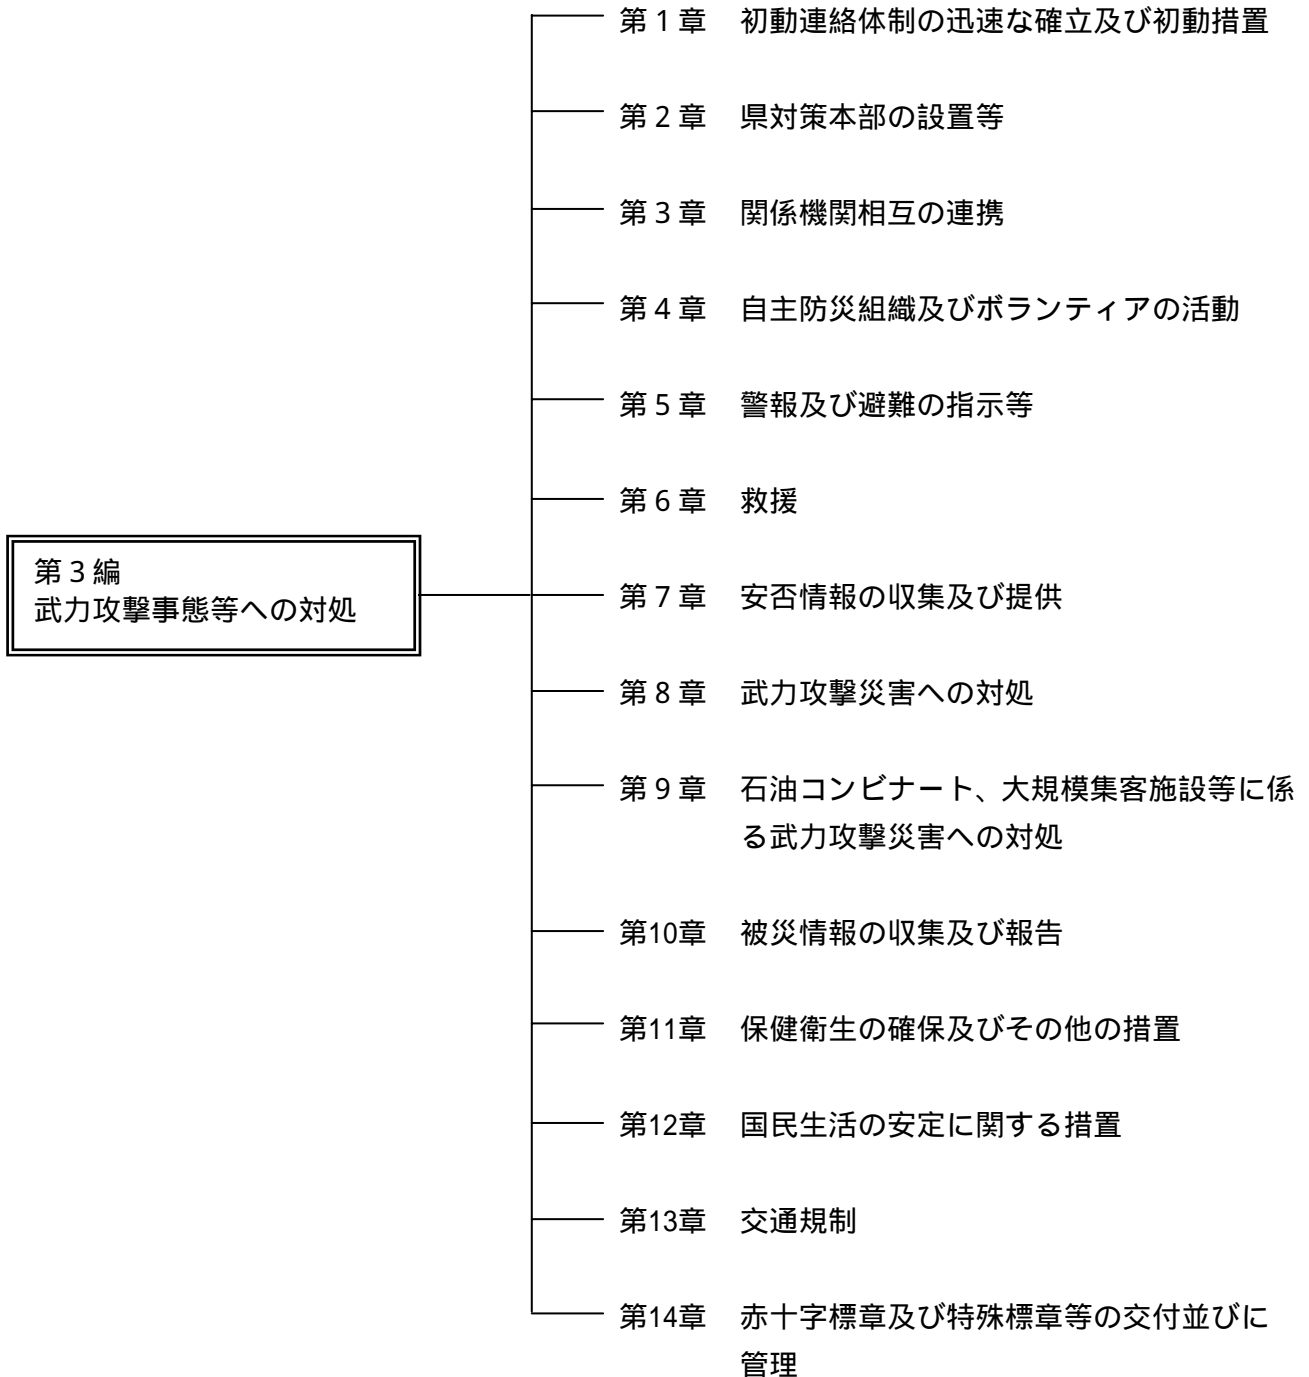 第１章　初動連絡体制の迅速な確立及び初動措置
第２章　県対策本部の設置等
第３章　関係機関相互の連携
第４章　自主防災組織及びボランティアの活動
第５章　警報及び避難の指示等
第６章　救援
第３編
武力攻撃事態等への対処
第７章　安否情報の収集及び提供
第８章　武力攻撃災害への対処
第９章　石油コンビナート、大規模集客施設等に係
る武力攻撃災害への対処
第10章　被災情報の収集及び報告
第11章　保健衛生の確保及びその他の措置
第12章　国民生活の安定に関する措置
第13章　交通規制
第14章　赤十字標章及び特殊標章等の交付並びに
管理